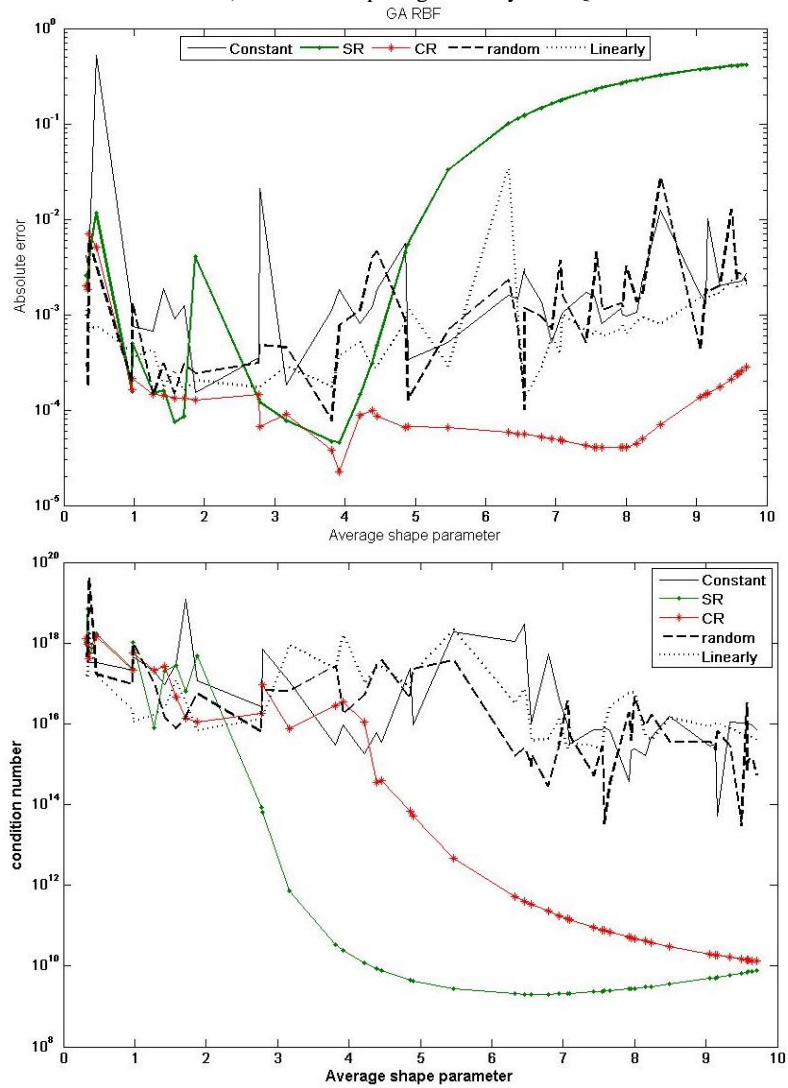 GA RBF
Constant SR CR random Linearly
10^0
10^-1
10^-2
10^-3
10^-4
10^-5
Absolute error
0 1 2 3 4 5 6 7 8 9 10
Average shape parameter
10^20
10^18
10^16
10^14
10^12
10^10
10^8
condition number
Constant
SR
CR
random
Linearly
0 1 2 3 4 5 6 7 8 9 10
Average shape parameter